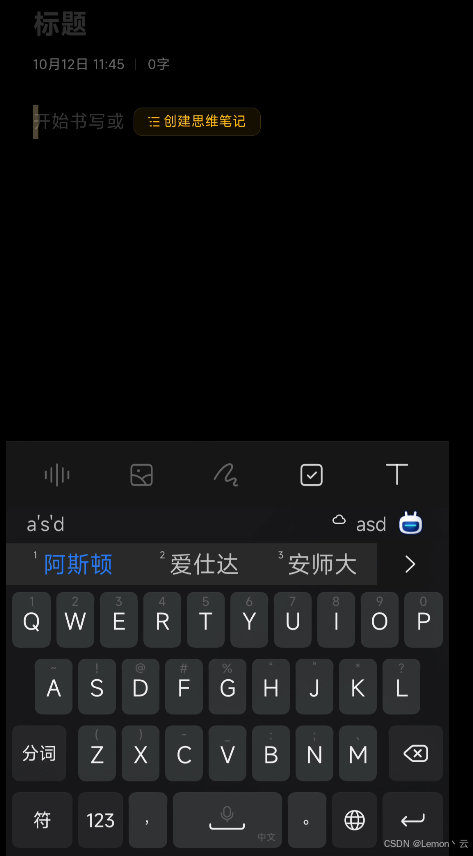 标题
10月12日 11:45 | 0字
开始书写或 创建思维笔记
a's'd asd
1 阿斯顿 2 爱仕达 3 安师大
1 2 3 4 5 6 7 8 9 0
Q W E R T Y U I O P
~ ! @ # % " " * ?
A S D F G H J K L
( ) - _ : ; 、
分词 Z X C V B N M
符 123 , 中文 。
CSDN @Lemon丶云